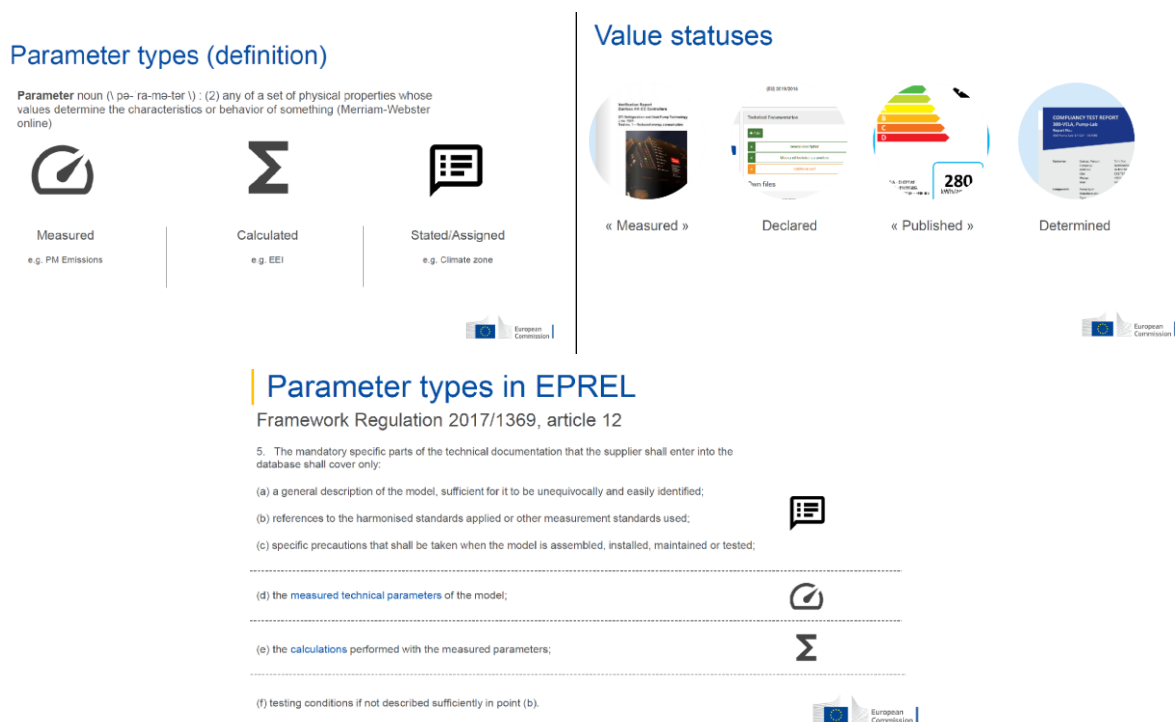 Parameter types (definition)
Parameter noun (\ pə- ra-mə-tər \) : (2) any of a set of physical properties whose
values determine the characteristics or behavior of something (Merriam-Webster
online)
Σ
Measured
Calculated
Stated/Assigned
e.g. PM Emissions
e.g. EEI
e.g. Climate zone
European
Commission
Value statuses
Verification Report
Technical Documentation
B
C
D
280
COMPLIANCY TEST REPORT
« Measured »
Declared
« Published »
Determined
European
Commission
Parameter types in EPREL
Framework Regulation 2017/1369, article 12
5. The mandatory specific parts of the technical documentation that the supplier shall enter into the
database shall cover only:
(a) a general description of the model, sufficient for it to be unequivocally and easily identified;
(b) references to the harmonised standards applied or other measurement standards used;
(c) specific precautions that shall be taken when the model is assembled, installed, maintained or tested;
(d) the measured technical parameters of the model;
(e) the calculations performed with the measured parameters;
Σ
(f) testing conditions if not described sufficiently in point (b).
European
Commission